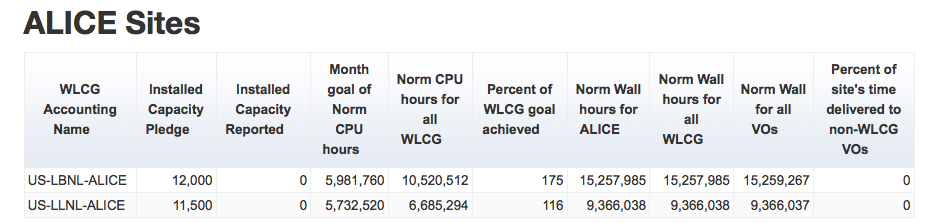 ALICE Sites
WLCG Accounting Name | Installed Capacity Pledge | Installed Capacity Reported | Month goal of Norm CPU hours | Norm CPU hours for all WLCG | Percent of WLCG goal achieved | Norm Wall hours for ALICE | Norm Wall hours for all WLCG | Norm Wall for all VOs | Percent of site's time delivered to non-WLCG VOs
US-LBNL-ALICE | 12,000 | 0 | 5,981,760 | 10,520,512 | 175 | 15,257,985 | 15,257,985 | 15,259,267 | 0
US-LLNL-ALICE | 11,500 | 0 | 5,732,520 | 6,685,294 | 116 | 9,366,038 | 9,366,038 | 9,366,037 | 0